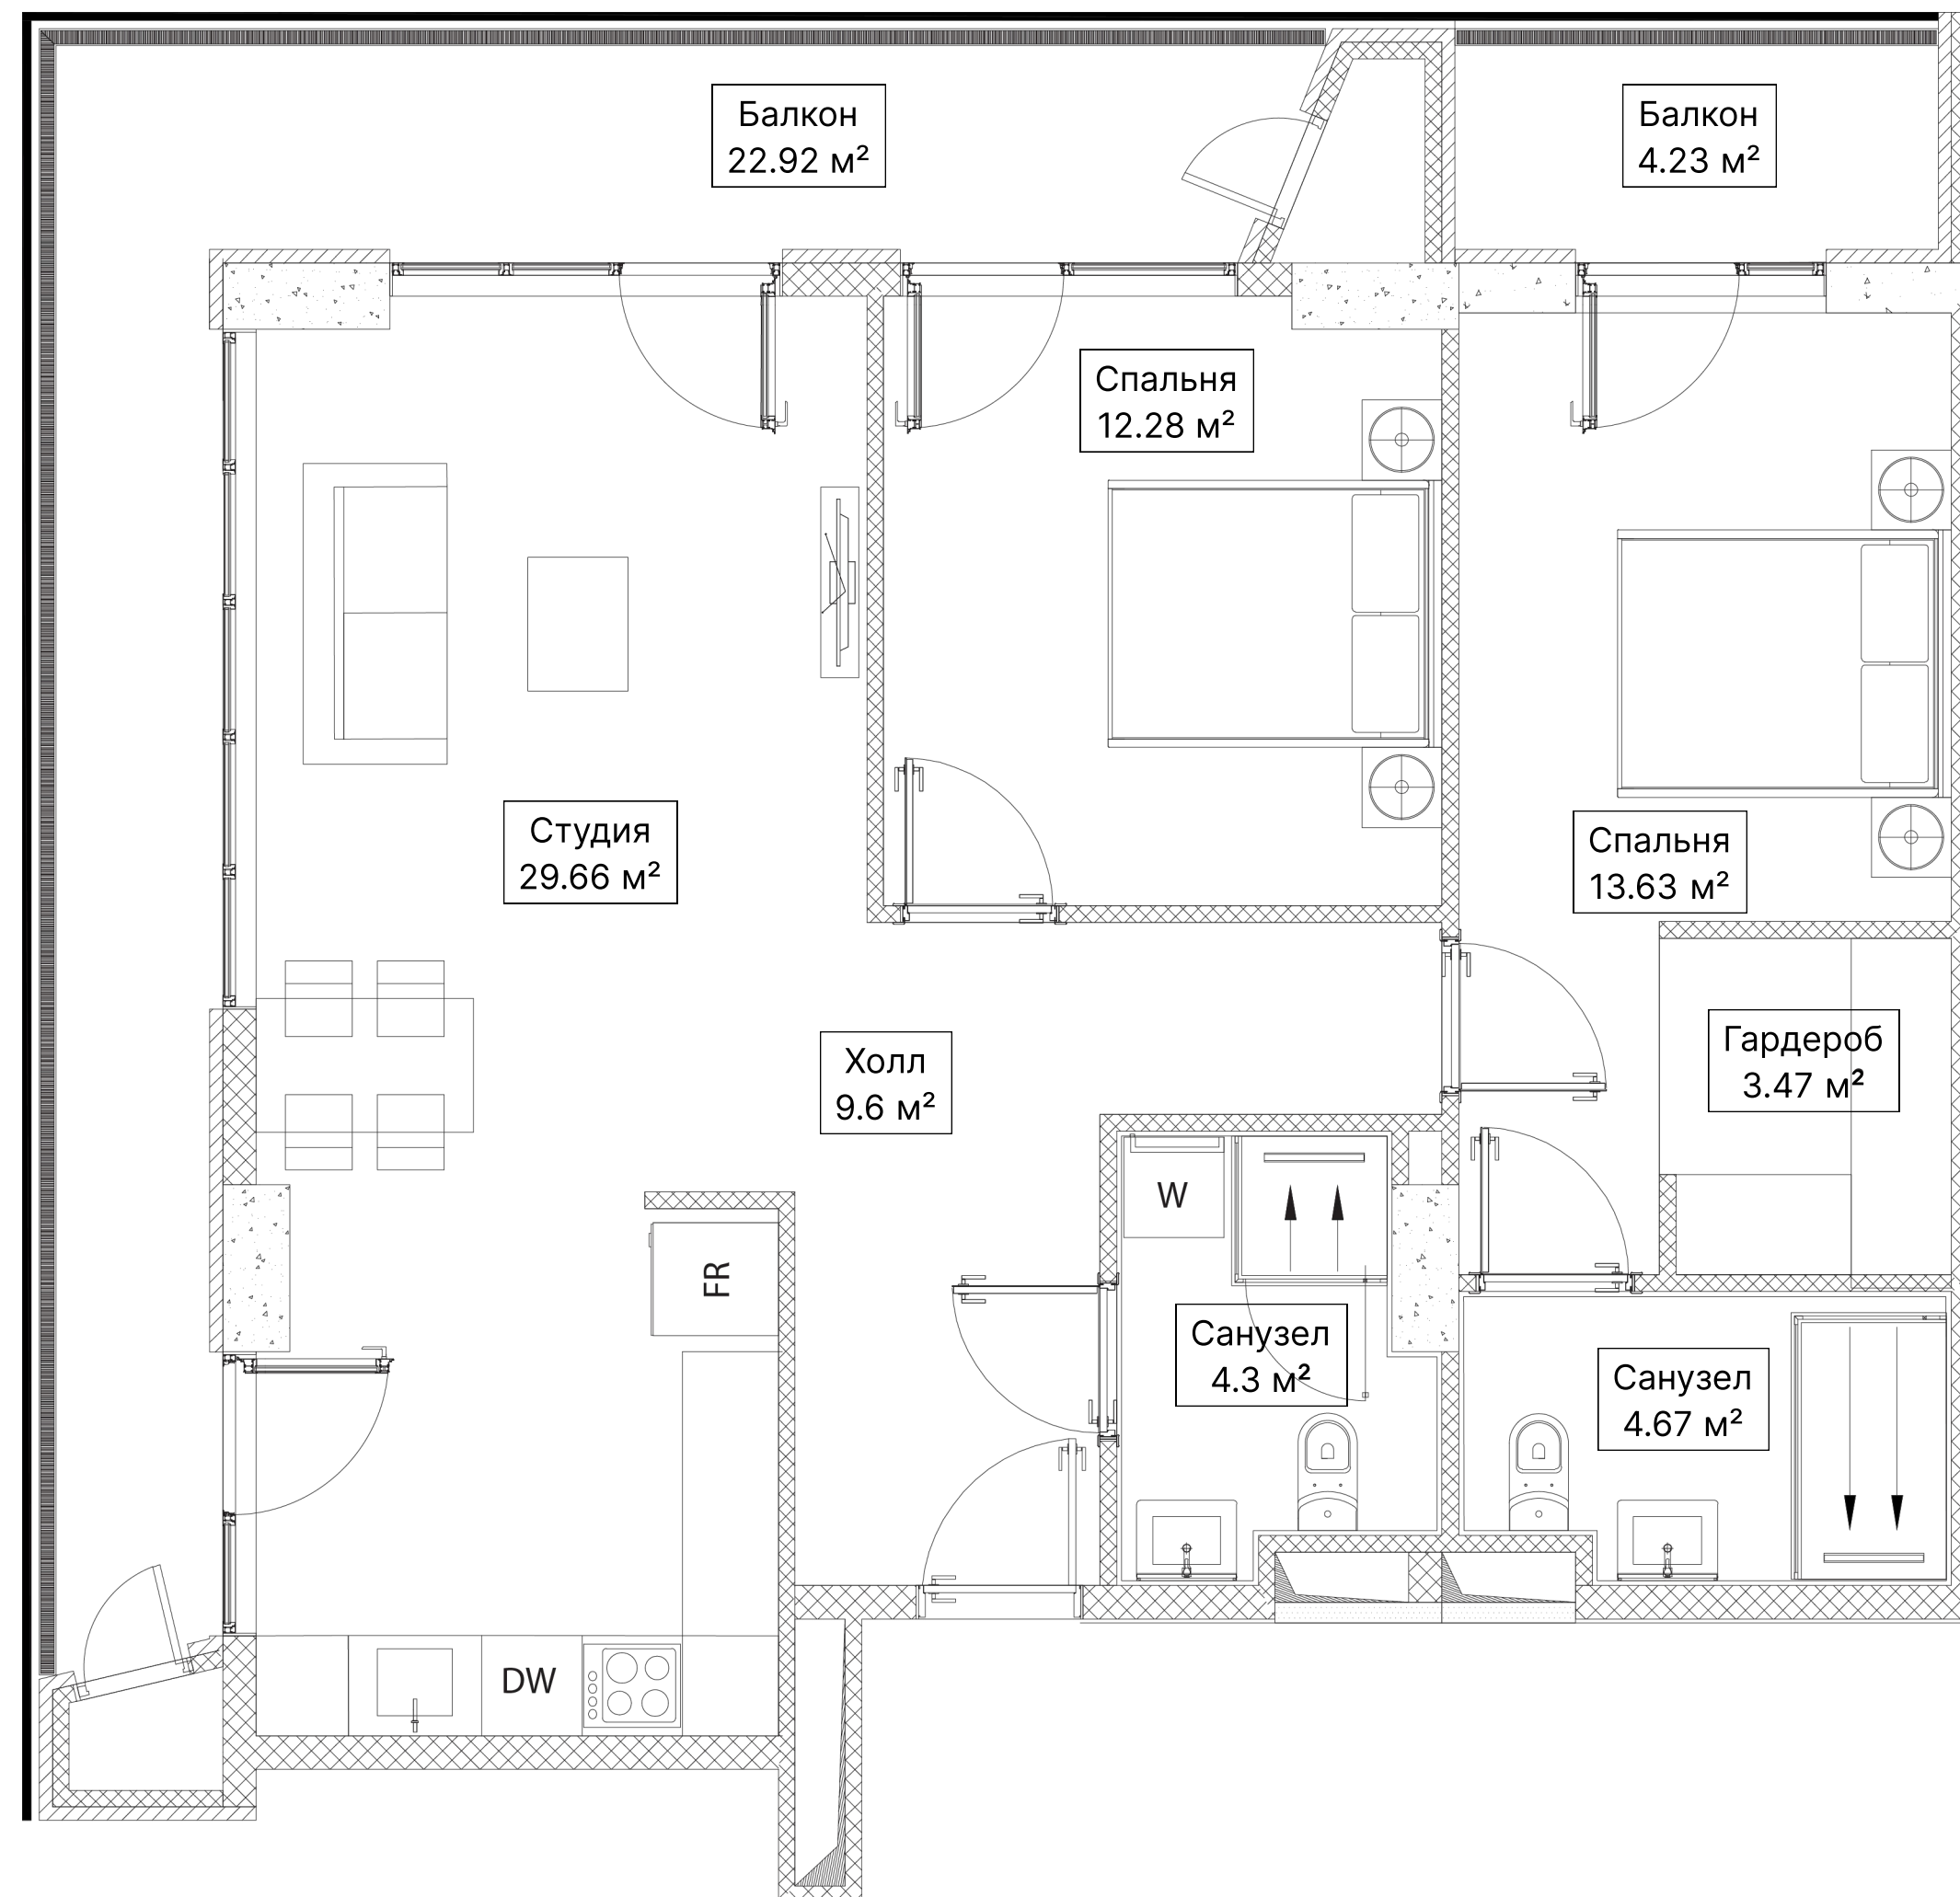 Балкон
22.92 м²
Балкон
4.23 м²
Спальня
12.28 м²
Студия
29.66 м²
Спальня
13.63 м²
Холл
9.6 м²
Гардероб
3.47 м²
W
FR
Санузел
4.3 м²
Санузел
4.67 м²
DW